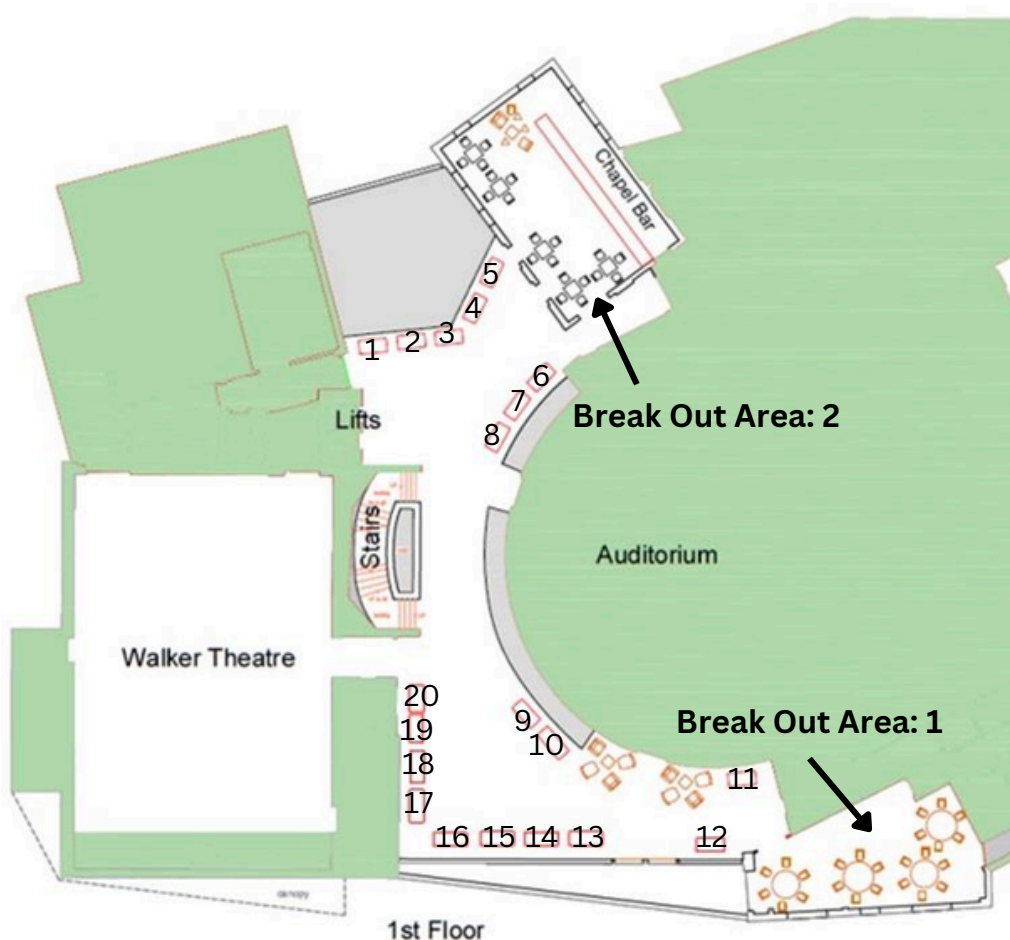 Chapel Bar
5
4
3
2
1
6
7
8
Break Out Area: 2
Lifts
Stairs
Auditorium
Walker Theatre
20
19
18
17
9
10
Break Out Area: 1
11
16
15
14
13
12
canopy
1st Floor